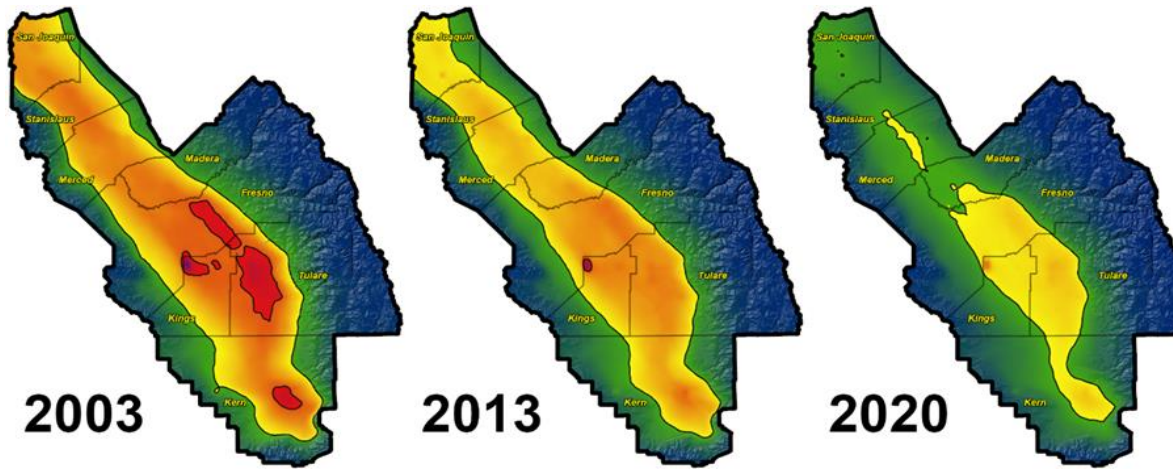 San Joaquin
Stanislaus
Merced
Madera
Fresno
Tulare
Kings
Kern
2003
San Joaquin
Stanislaus
Merced
Madera
Fresno
Tulare
Kings
Kern
2013
San Joaquin
Stanislaus
Merced
Madera
Fresno
Tulare
Kings
Kern
2020